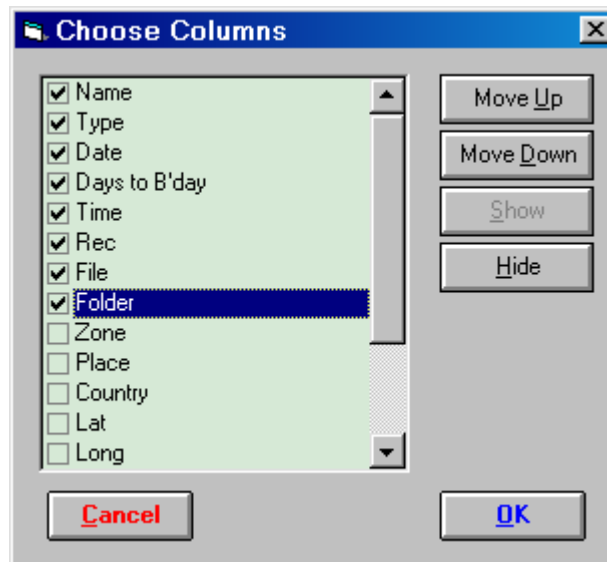 Choose Columns
Name
Type
Date
Days to B'day
Time
Rec
File
Folder
Zone
Place
Country
Lat
Long
Move Up
Move Down
Show
Hide
Cancel
OK